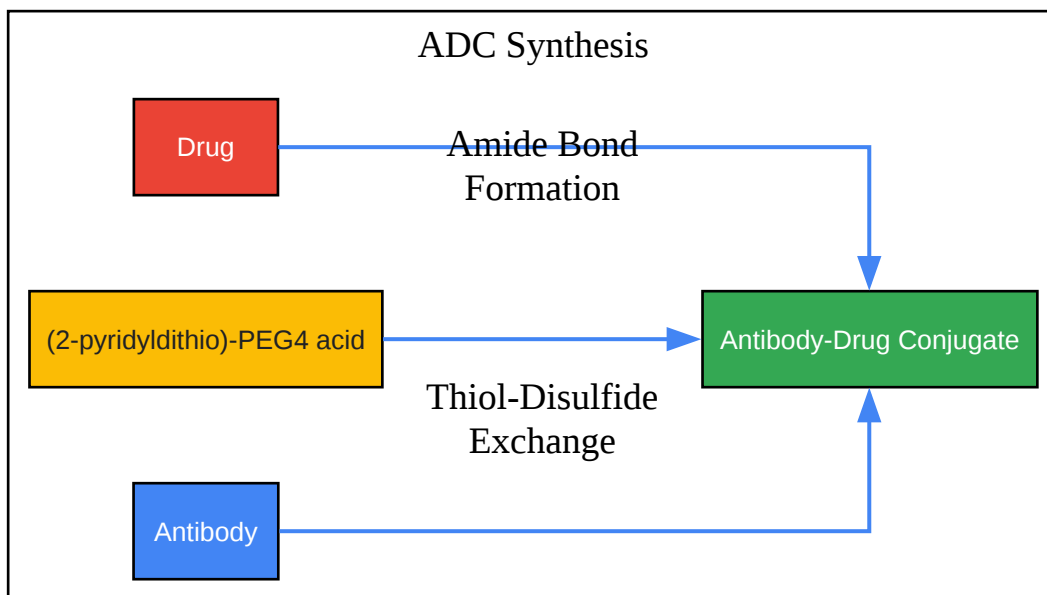 ADC Synthesis
Drug
Amide Bond
Formation
(2-pyridyldithio)-PEG4 acid
Antibody-Drug Conjugate
Thiol-Disulfide
Exchange
Antibody